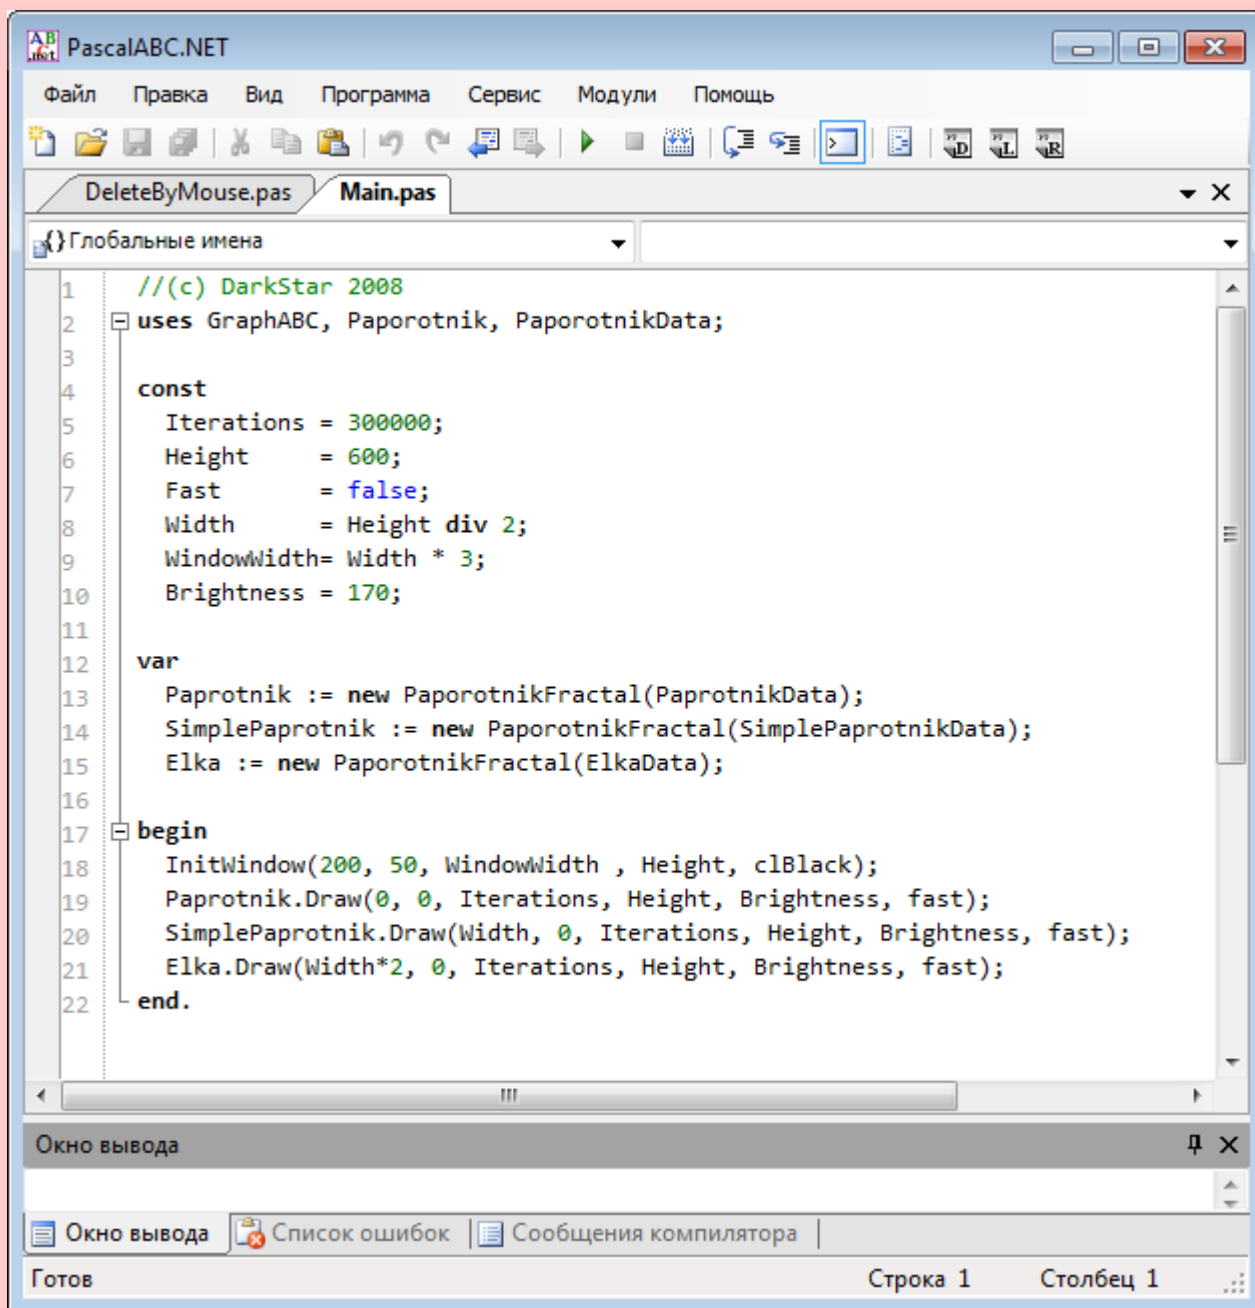 PascalABC.NET
Файл Правка Вид Программа Сервис Модули Помощь
DeleteByMouse.pas Main.pas
Глобальные имена
1 //(c) DarkStar 2008
2 uses GraphABC, Paporotnik, PaporotnikData;
3
4 const
5   Iterations = 300000;
6   Height     = 600;
7   Fast       = false;
8   Width      = Height div 2;
9   WindowWidth= Width * 3;
10   Brightness = 170;
11
12 var
13   Paprotnik := new PaporotnikFractal(PaprotnikData);
14   SimplePaprotnik := new PaporotnikFractal(SimplePaprotnikData);
15   Elka := new PaporotnikFractal(ElkaData);
16
17 begin
18   InitWindow(200, 50, WindowWidth , Height, clBlack);
19   Paprotnik.Draw(0, 0, Iterations, Height, Brightness, fast);
20   SimplePaprotnik.Draw(Width, 0, Iterations, Height, Brightness, fast);
21   Elka.Draw(Width*2, 0, Iterations, Height, Brightness, fast);
22 end.
Окно вывода
Окно вывода Список ошибок Сообщения компилятора
Готов Строка 1 Столбец 1